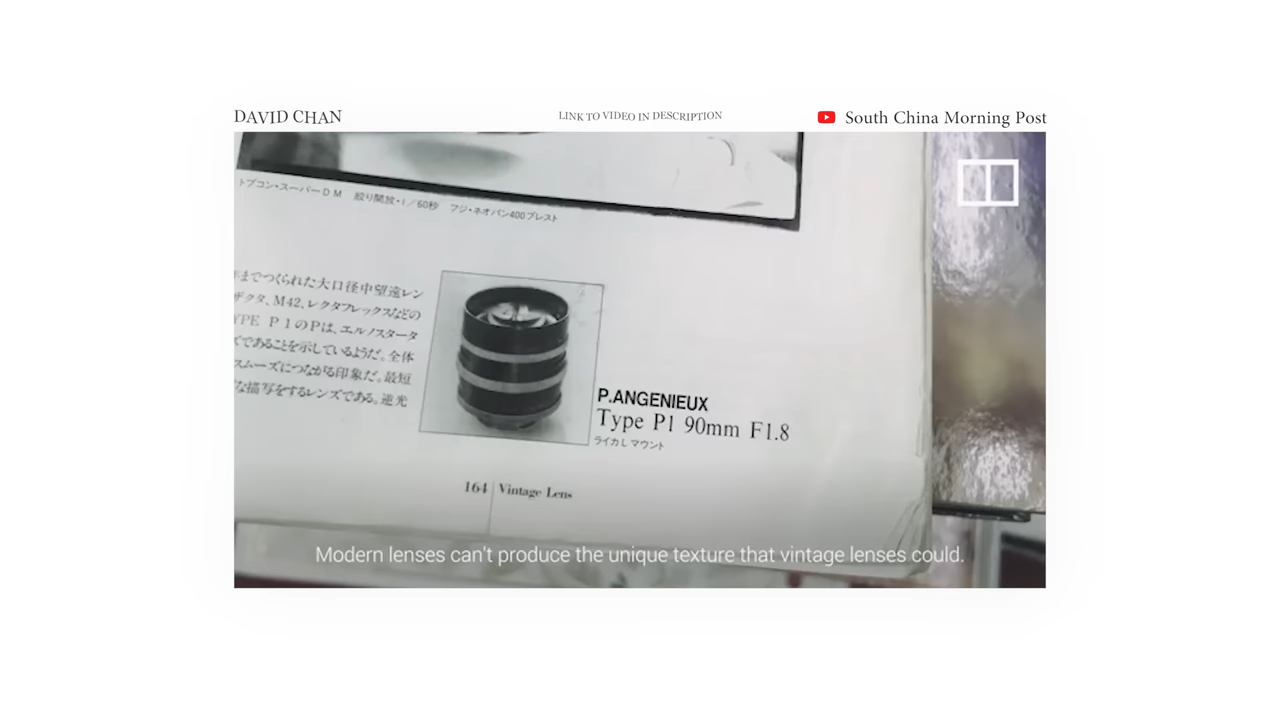 DAVID CHAN
LINK TO VIDEO IN DESCRIPTION
South China Morning Post
トプコン・スーパーDM 絞り開放・1/60秒 フジ・ネオパン400プレスト
までつくられた大口径中望遠レン
ザクタ、M42、レクタフレックスなどの
YPE P1のPは、エルノスタータ
であることを示しているようだ。全体
スムーズにつながる印象だ。最短
な描写をするレンズである。逆光
P.ANGENIEUX
Type P1 90mm F1.8
ライカLマウント
164 Vintage Lens
Modern lenses can't produce the unique texture that vintage lenses could.